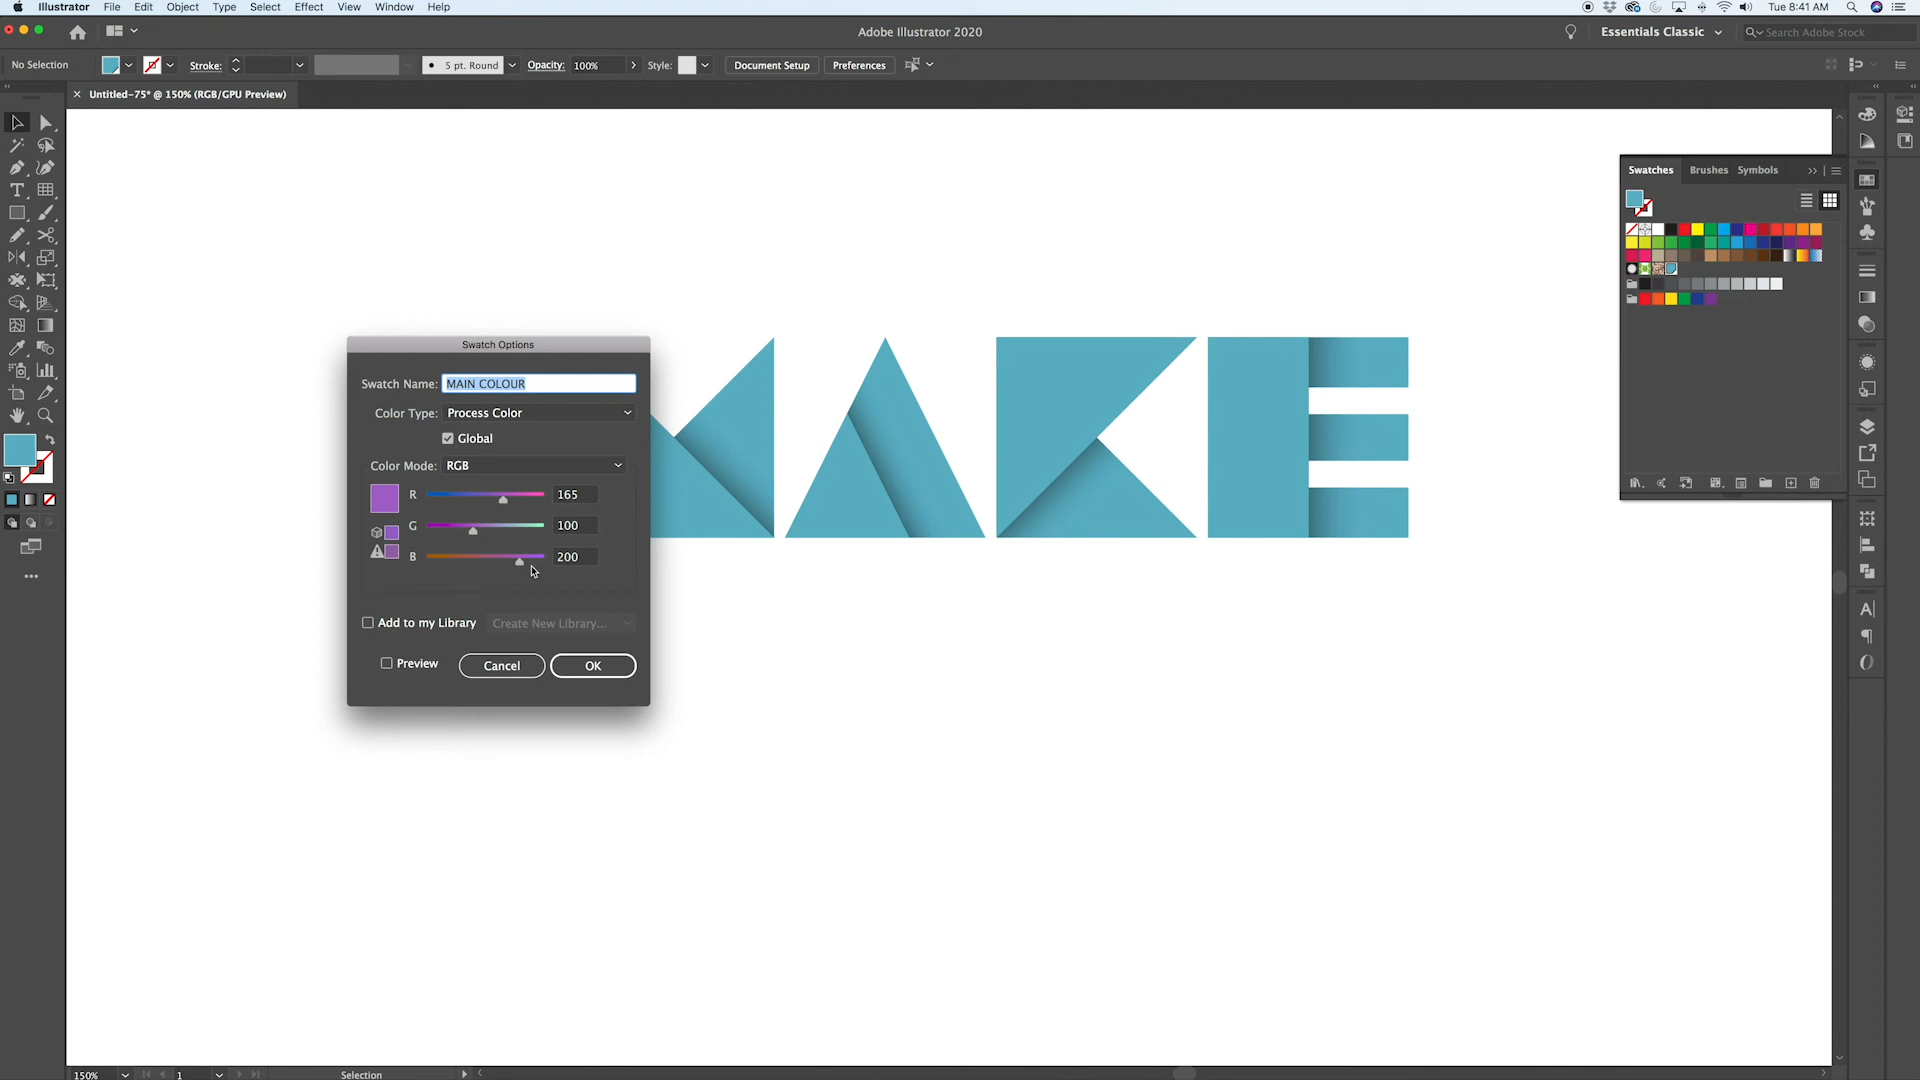 Illustrator File Edit Object Type Select Effect View Window Help
Tue 8:41 AM
Adobe Illustrator 2020
Essentials Classic
Search Adobe Stock
No Selection
Stroke:
5 pt. Round
Opacity: 100%
Style:
Document Setup
Preferences
Untitled-75* @ 150% (RGB/GPU Preview)
Swatches Brushes Symbols
MAKE
Swatch Options
Swatch Name: MAIN COLOUR
Color Type: Process Color
Global
Color Mode: RGB
R 165
G 100
B 200
Add to my Library Create New Library...
Preview Cancel OK
150% 1 Selection